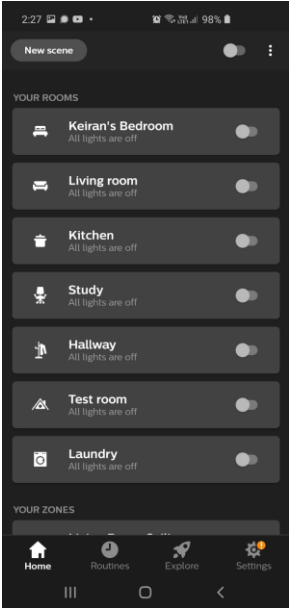 2:27 98%
New scene
YOUR ROOMS
Keiran's Bedroom
All lights are off
Living room
All lights are off
Kitchen
All lights are off
Study
All lights are off
Hallway
All lights are off
Test room
All lights are off
Laundry
All lights are off
YOUR ZONES
Home Routines Explore Settings